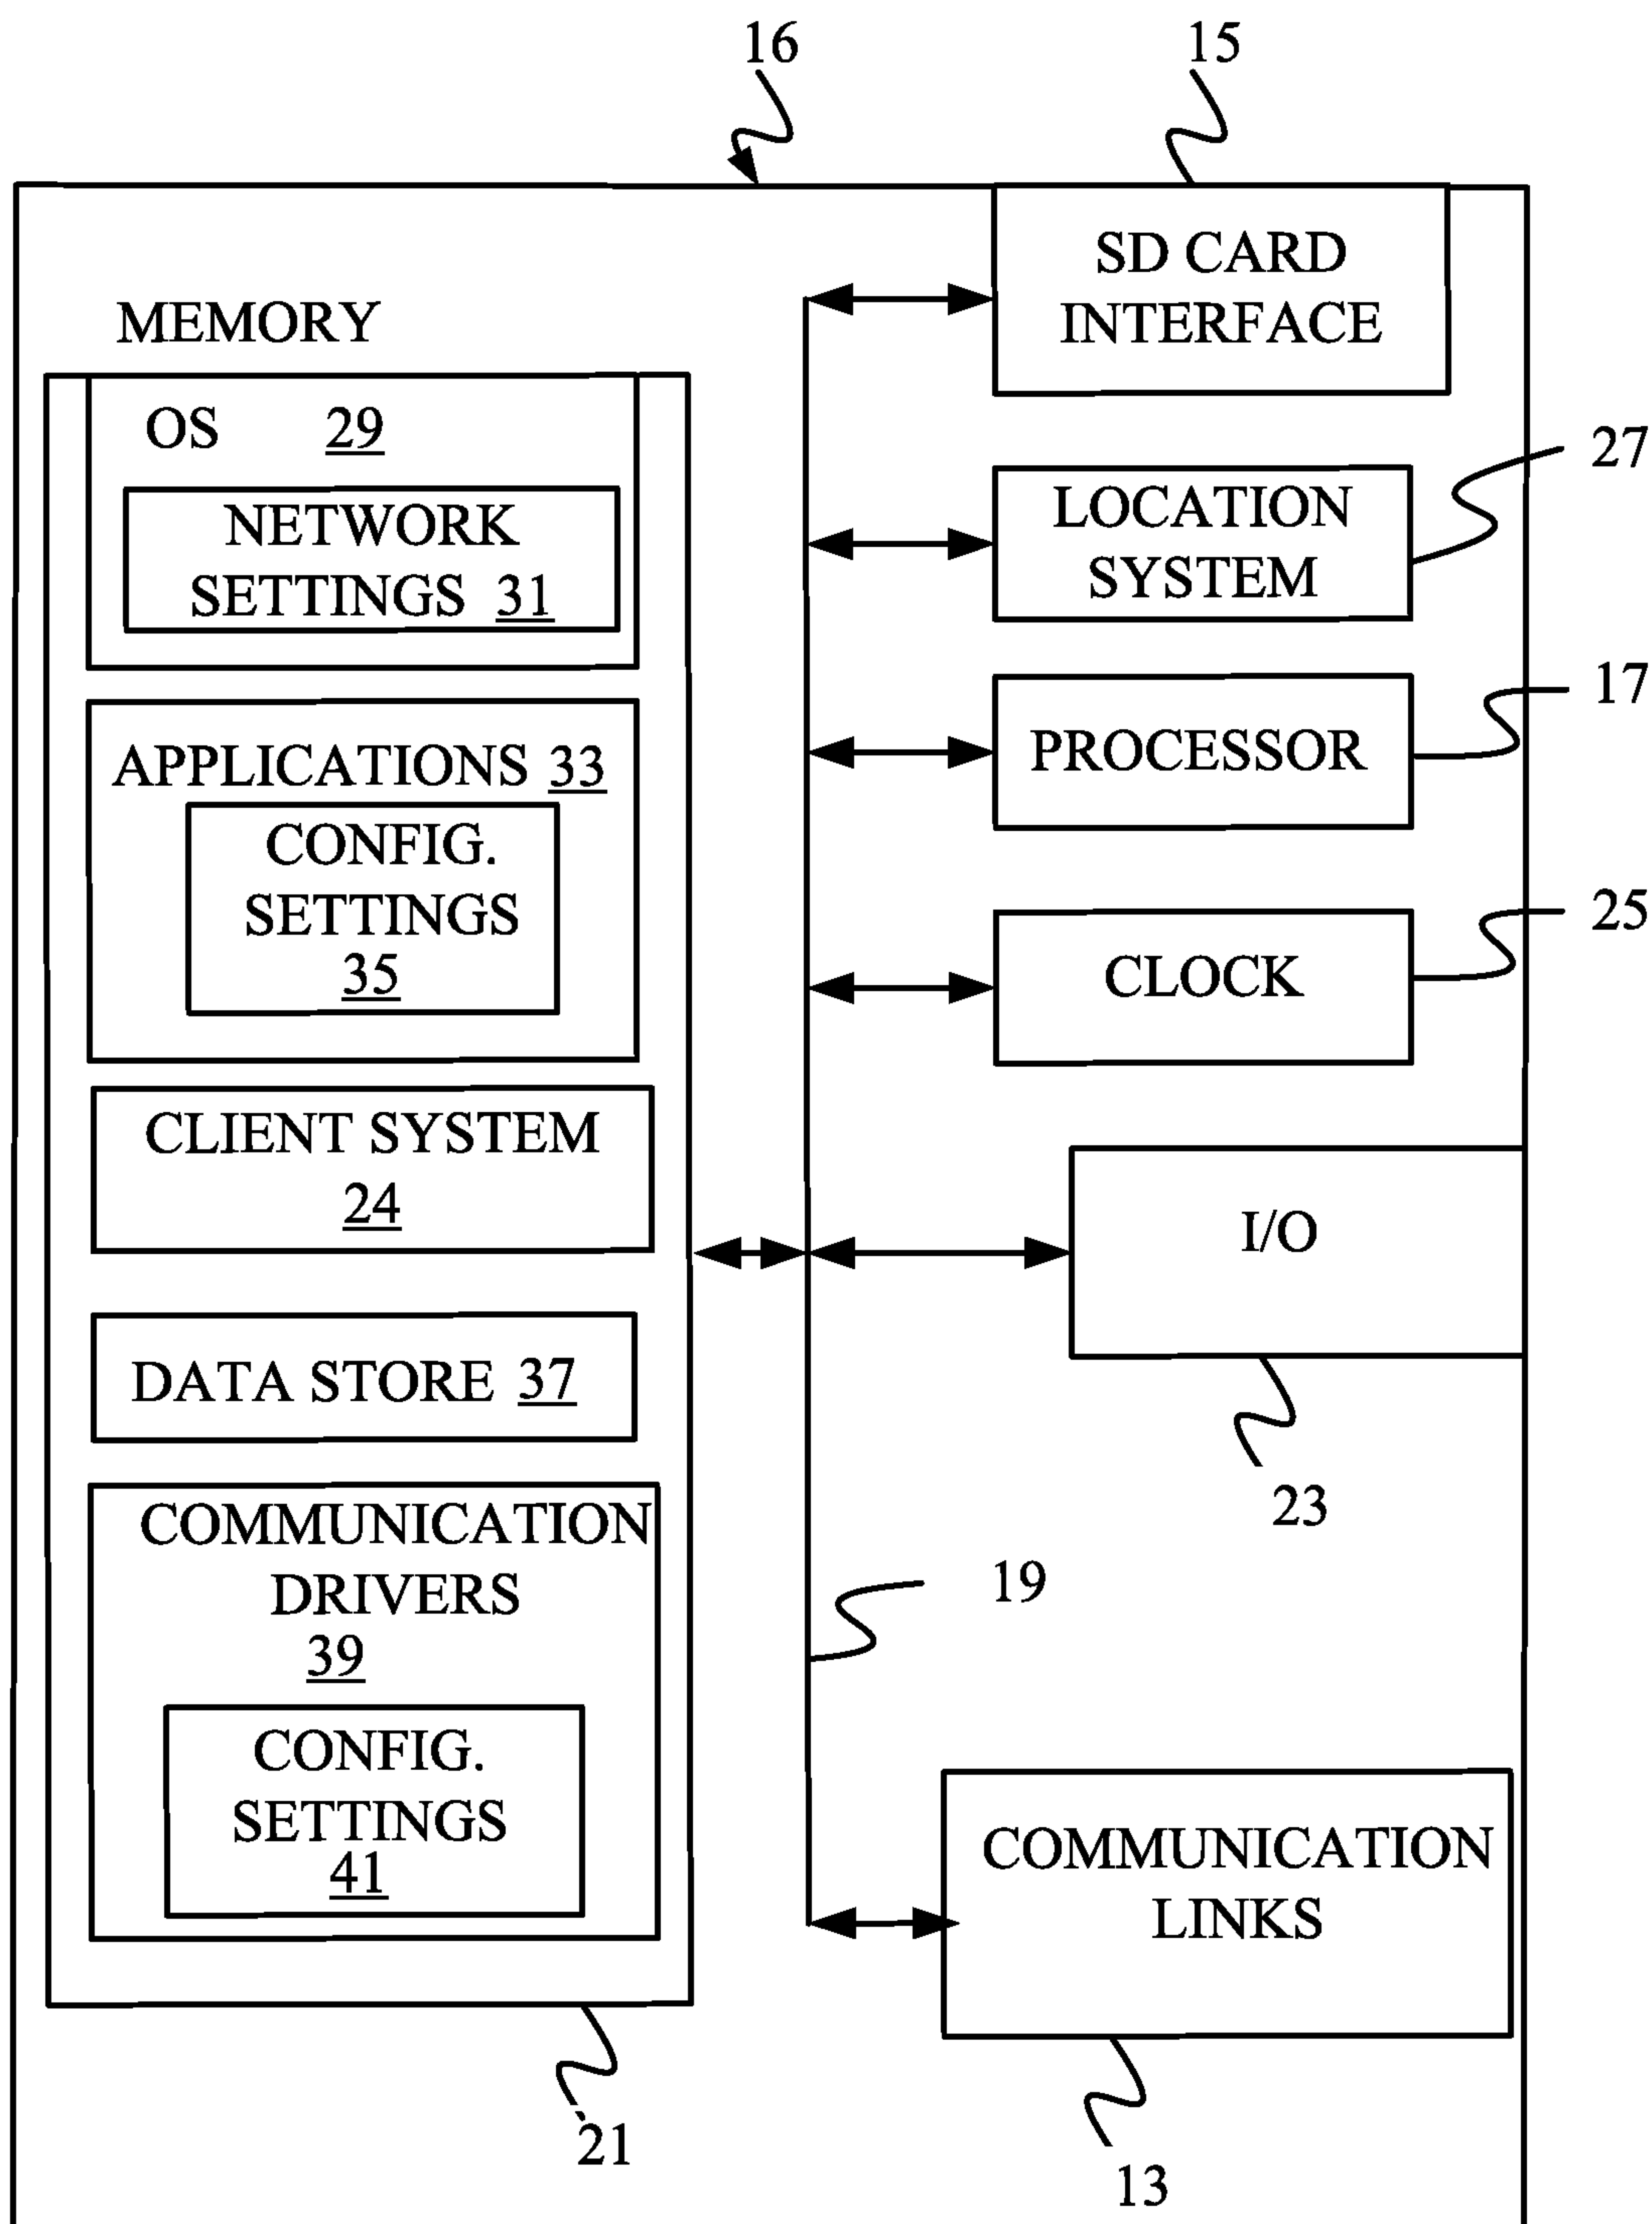 16
15
SD CARD
INTERFACE
MEMORY
OS 29
NETWORK
SETTINGS 31
27
LOCATION
SYSTEM
17
APPLICATIONS 33
CONFIG.
SETTINGS
35
PROCESSOR
25
CLOCK
CLIENT SYSTEM
24
I/O
23
DATA STORE 37
COMMUNICATION
DRIVERS
39
CONFIG.
SETTINGS
41
19
COMMUNICATION
LINKS
21
13